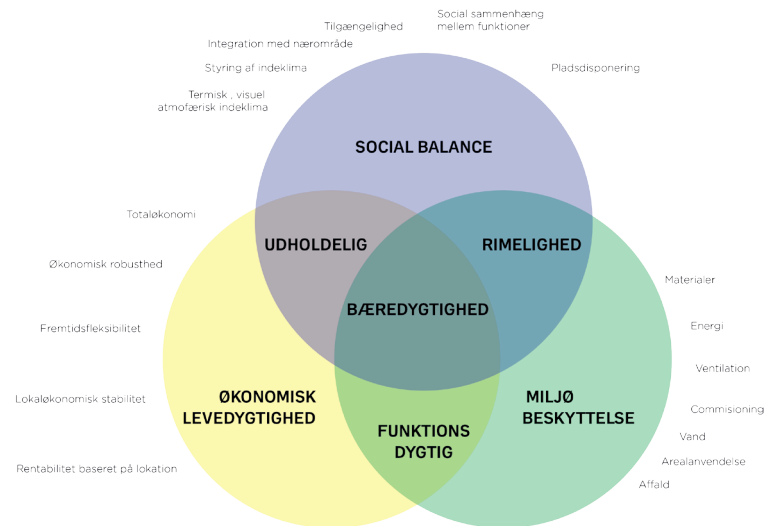 Social sammenhæng
mellem funktioner
Tilgængelighed
Integration med nærområde
Styring af indeklima
Pladsdisponering
Termisk . visuel
atmofærisk indeklima
SOCIAL BALANCE
Totaløkonomi
UDHOLDELIG
RIMELIGHED
Økonomisk robusthed
Materialer
BÆREDYGTIGHED
Fremtidsfleksibilitet
Energi
Ventilation
Lokaløkonomisk stabilitet
ØKONOMISK
LEVEDYGTIGHED
MILJØ
BESKYTTELSE
Commisioning
FUNKTIONS
DYGTIG
Vand
Arealanvendelse
Rentabilitet baseret på lokation
Affald